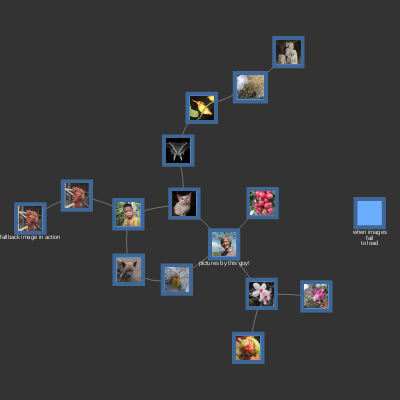 when images
fail
to load
fallback image in action
pictures by this guy!